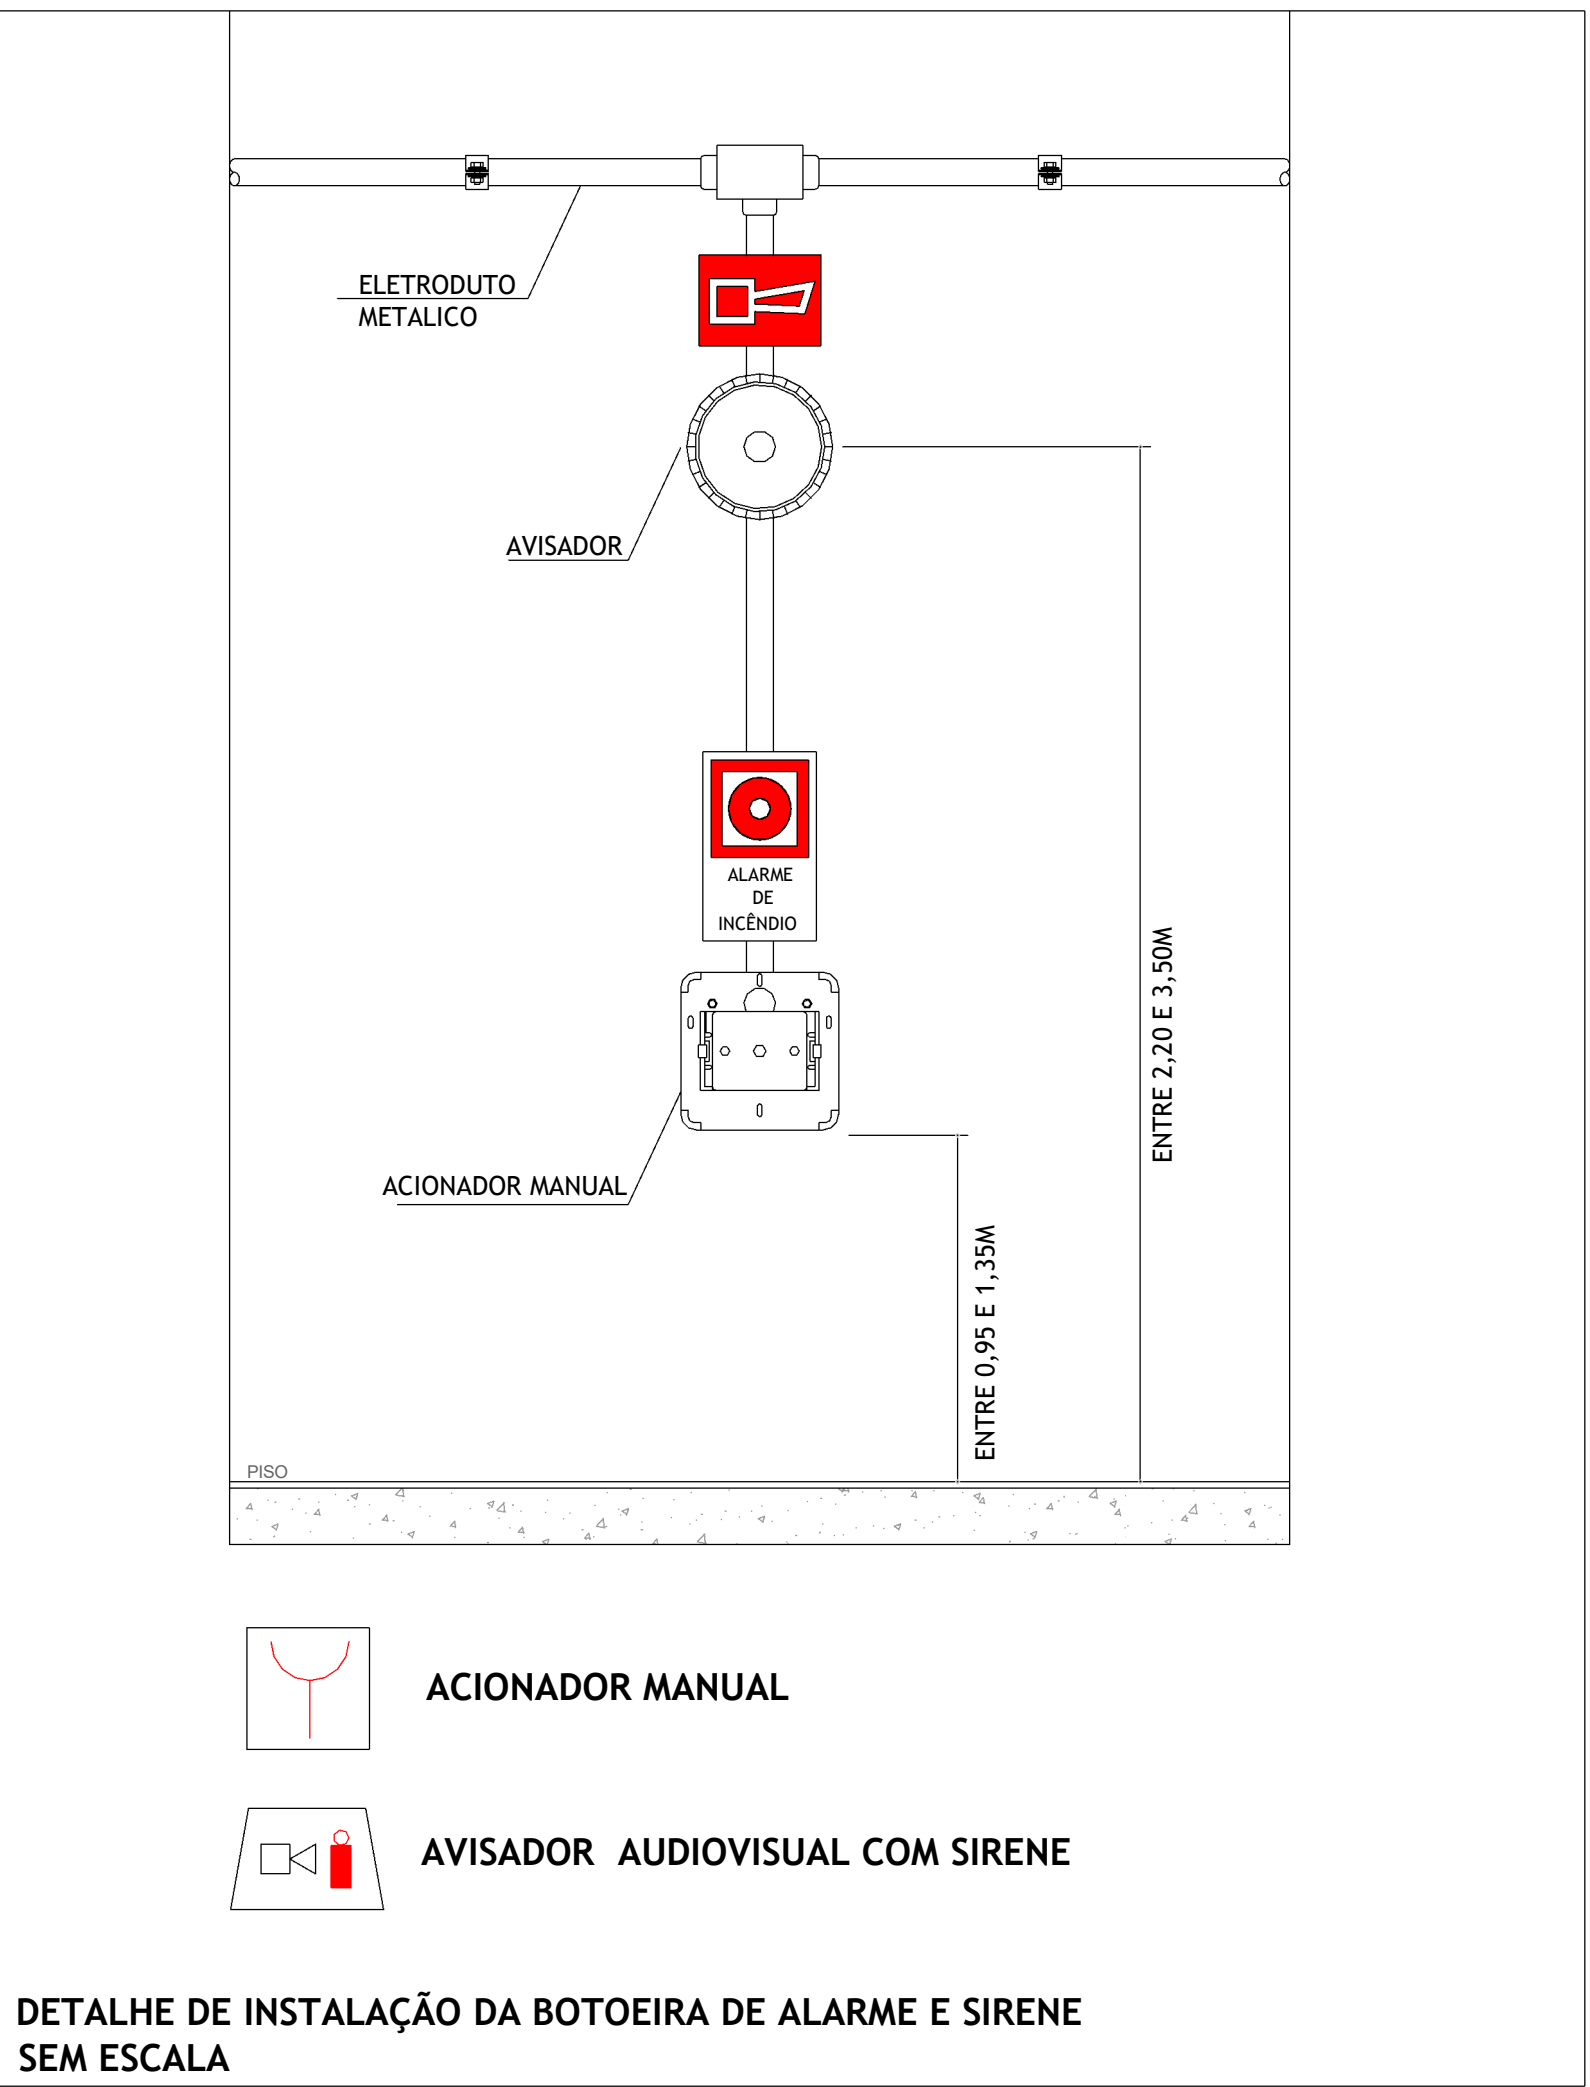 ELETRODUTO
METALICO
AVISADOR
ALARME
DE
INCÊNDIO
ENTRE 2,20 E 3,50M
ACIONADOR MANUAL
ENTRE 0,95 E 1,35M
PISO
ACIONADOR MANUAL
AVISADOR AUDIOVISUAL COM SIRENE
DETALHE DE INSTALAÇÃO DA BOTOEIRA DE ALARME E SIRENE
SEM ESCALA